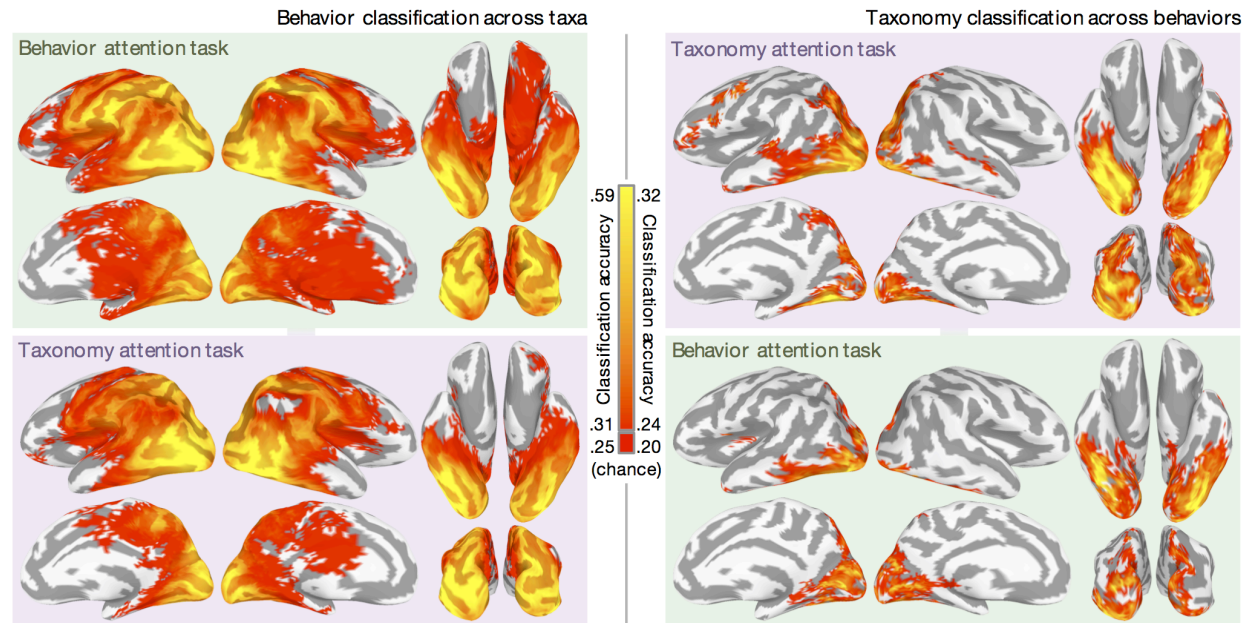 Behavior classification across taxa
Taxonomy classification across behaviors
Behavior attention task
Taxonomy attention task
.59
.32
Classification accuracy
Classification accuracy
.31
.24
.25
.20
(chance)
Taxonomy attention task
Behavior attention task